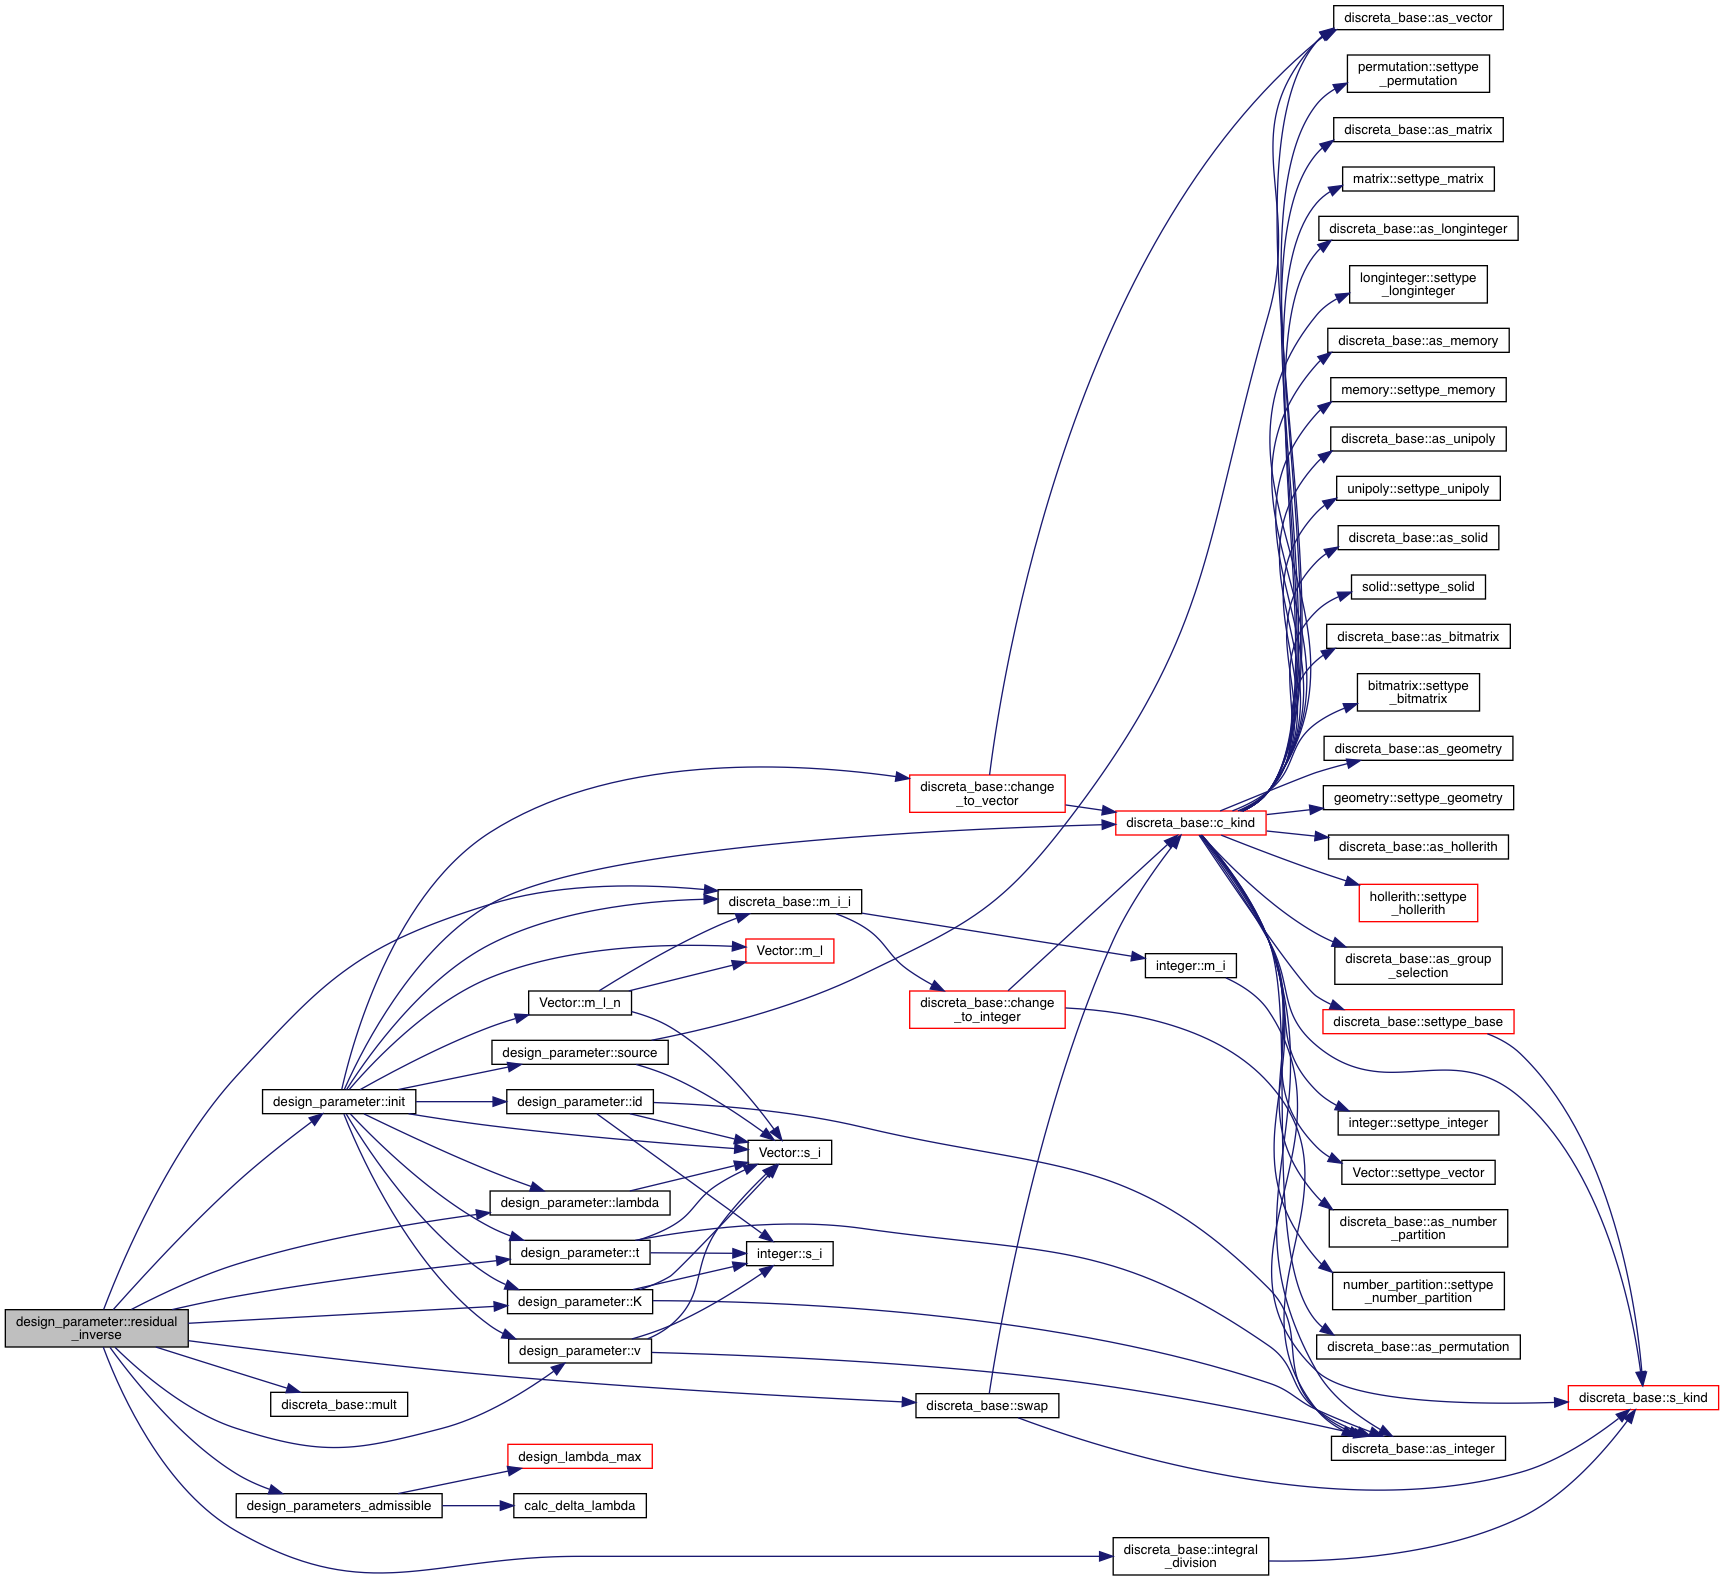 discreta_base::as_vector
permutation::settype
_permutation
discreta_base::as_matrix
matrix::settype_matrix
discreta_base::as_longinteger
longinteger::settype
_longinteger
discreta_base::as_memory
memory::settype_memory
discreta_base::as_unipoly
unipoly::settype_unipoly
discreta_base::as_solid
solid::settype_solid
discreta_base::as_bitmatrix
bitmatrix::settype
_bitmatrix
discreta_base::as_geometry
discreta_base::change
_to_vector
geometry::settype_geometry
discreta_base::c_kind
discreta_base::as_hollerith
hollerith::settype
_hollerith
discreta_base::m_i_i
Vector::m_l
integer::m_i
discreta_base::as_group
_selection
Vector::m_l_n
discreta_base::change
_to_integer
discreta_base::settype_base
design_parameter::source
design_parameter::init
design_parameter::id
integer::settype_integer
Vector::s_i
Vector::settype_vector
design_parameter::lambda
discreta_base::as_number
_partition
design_parameter::t
integer::s_i
number_partition::settype
_number_partition
design_parameter::K
design_parameter::residual
_inverse
design_parameter::v
discreta_base::as_permutation
discreta_base::mult
discreta_base::swap
discreta_base::s_kind
discreta_base::as_integer
design_lambda_max
design_parameters_admissible
calc_delta_lambda
discreta_base::integral
_division